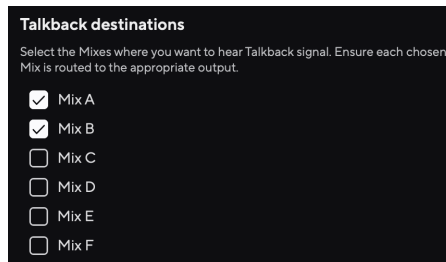 Talkback destinations
Select the Mixes where you want to hear Talkback signal. Ensure each chosen
Mix is routed to the appropriate output.
Mix A
Mix B
Mix C
Mix D
Mix E
Mix F